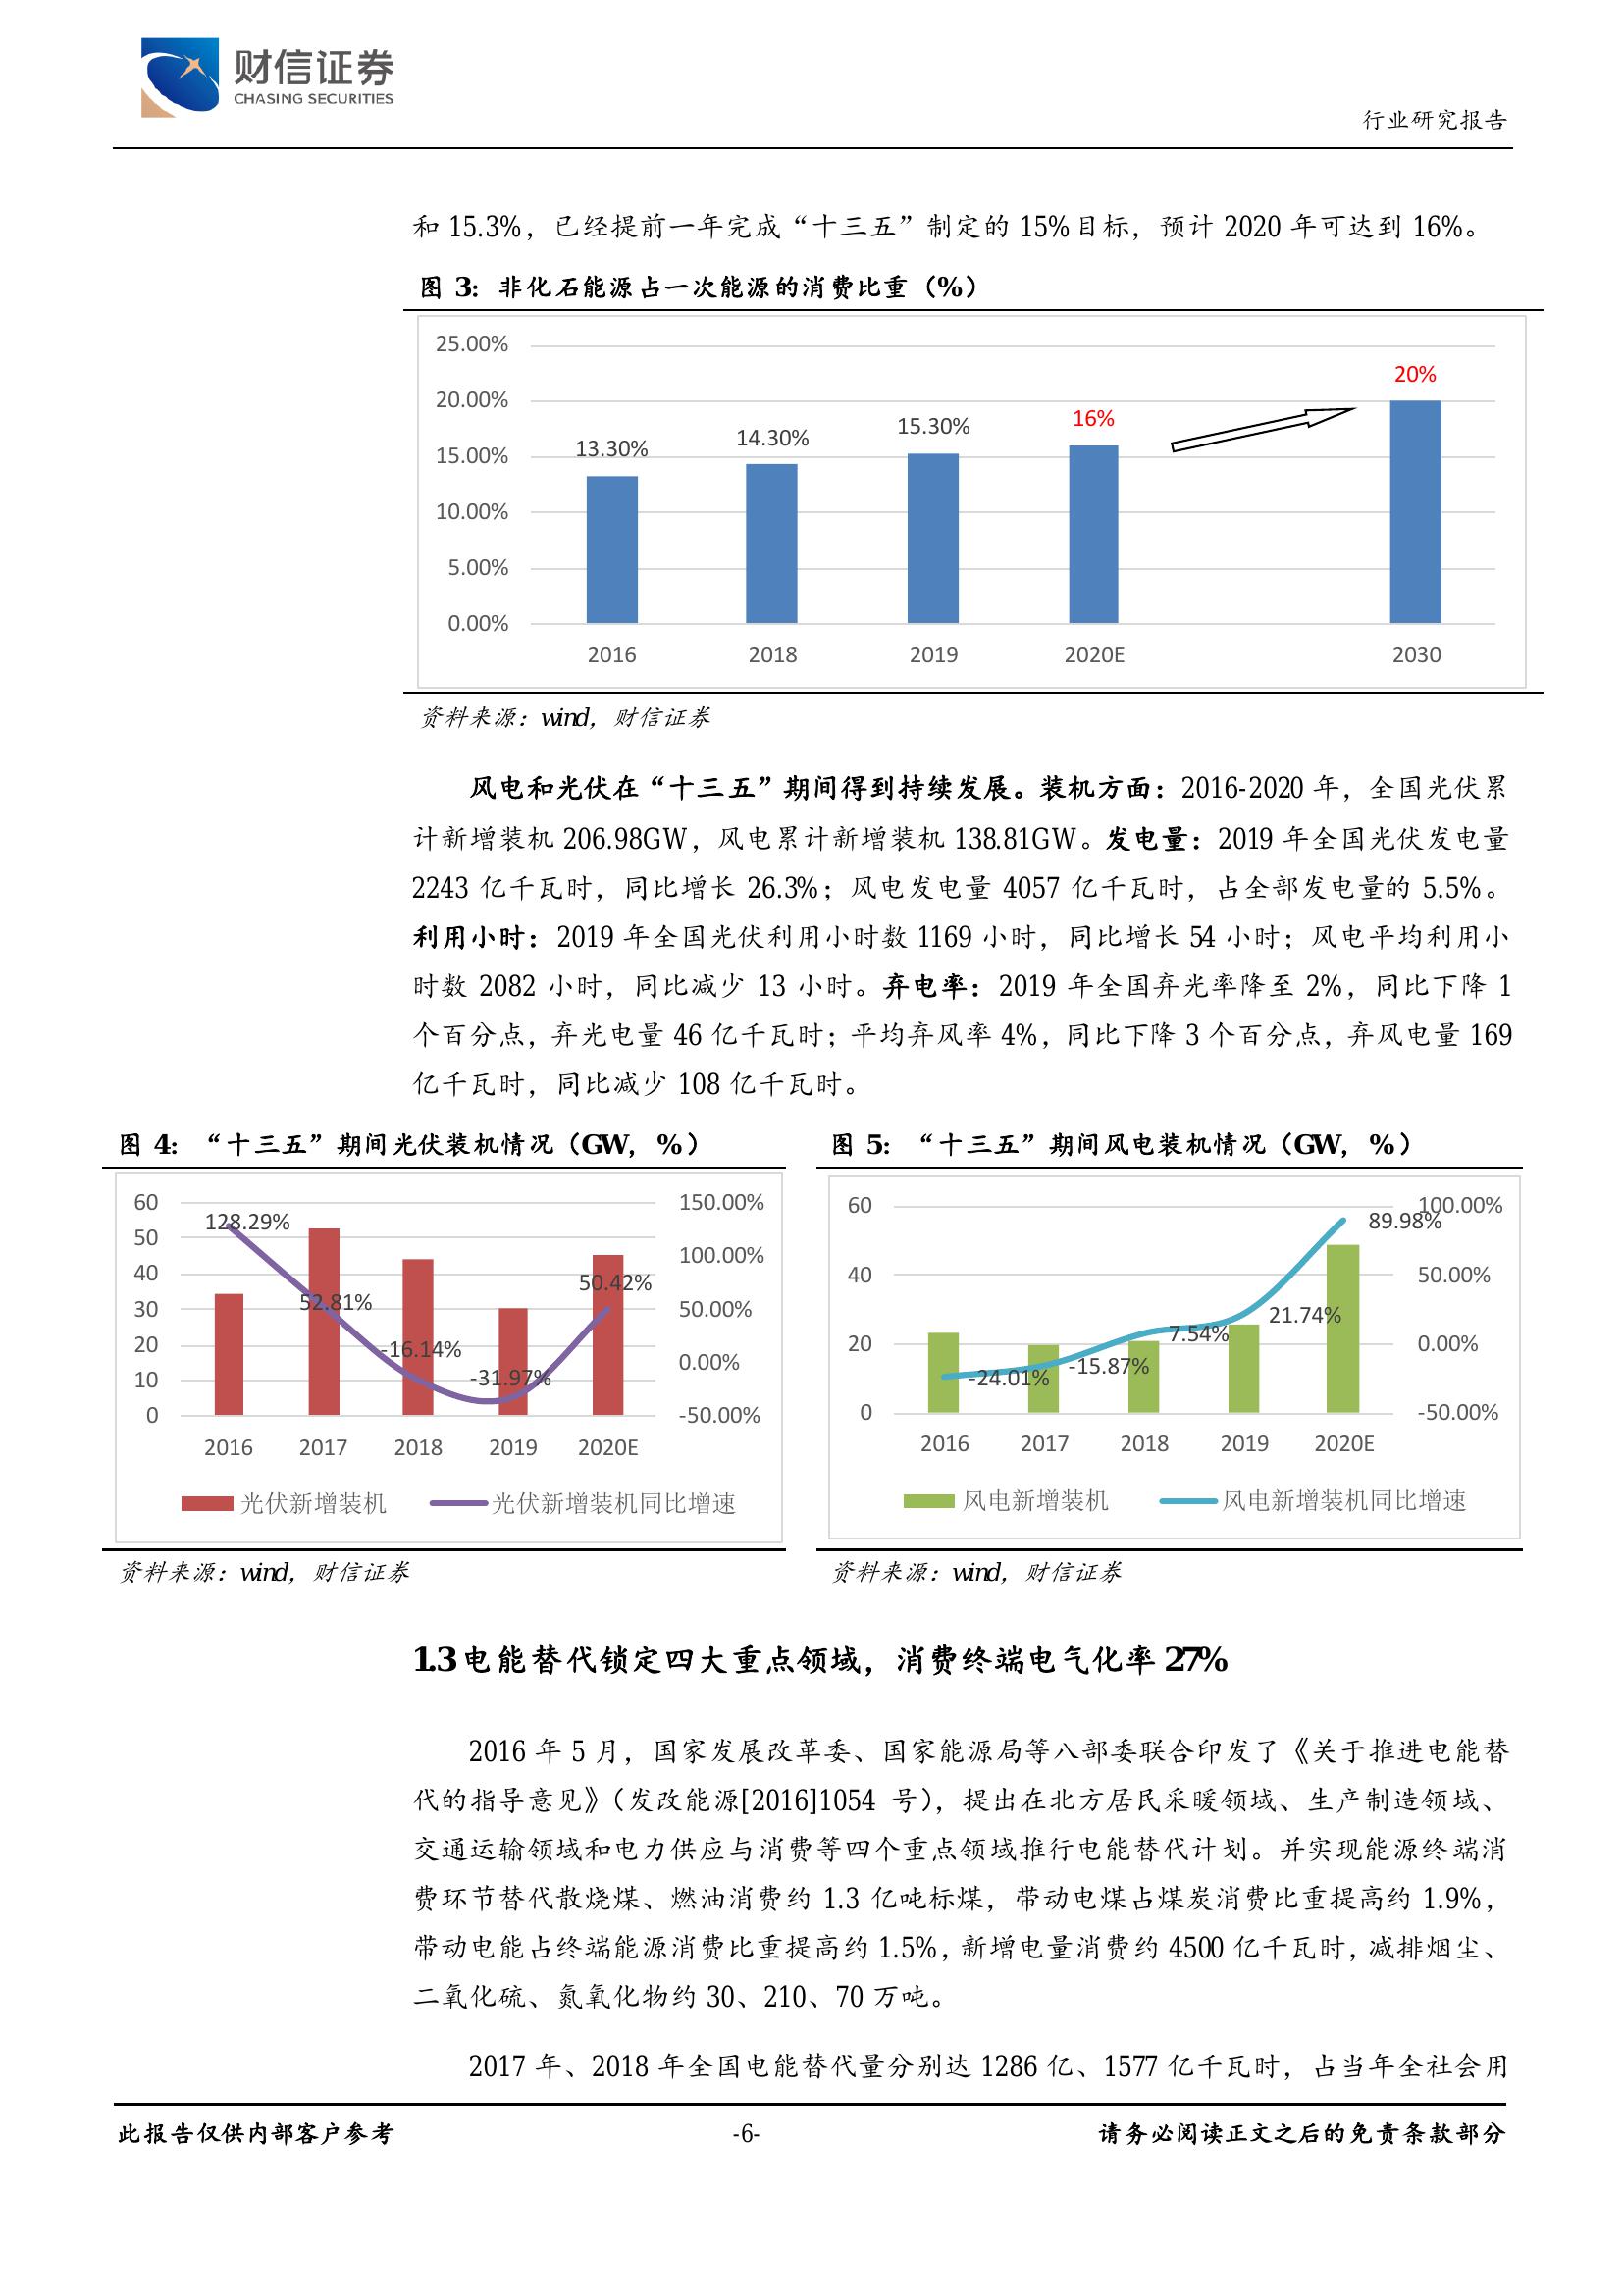 财信证券
CHASING SECURITIES
行业研究报告
和 15.3%，已经提前一年完成“十三五”制定的 15%目标，预计 2020 年可达到 16%。
图 3：非化石能源占一次能源的消费比重（%）
25.00%
20.00%
15.00%
10.00%
5.00%
0.00%
13.30%
14.30%
15.30%
16%
20%
2016 2018 2019 2020E 2030
资料来源：wind，财信证券
风电和光伏在“十三五”期间得到持续发展。装机方面：2016-2020 年，全国光伏累
计新增装机 206.98GW，风电累计新增装机 138.81GW。发电量：2019 年全国光伏发电量
2243 亿千瓦时，同比增长 26.3%；风电发电量 4057 亿千瓦时，占全部发电量的 5.5%。
利用小时：2019 年全国光伏利用小时数 1169 小时，同比增长 54 小时；风电平均利用小
时数 2082 小时，同比减少 13 小时。弃电率：2019 年全国弃光率降至 2%，同比下降 1
个百分点，弃光电量 46 亿千瓦时；平均弃风率 4%，同比下降 3 个百分点，弃风电量 169
亿千瓦时，同比减少 108 亿千瓦时。
图 4：“十三五”期间光伏装机情况（GW，%）
60
50
40
30
20
10
0
128.29%
52.81%
-16.14%
-31.97%
50.42%
150.00%
100.00%
50.00%
0.00%
-50.00%
2016 2017 2018 2019 2020E
光伏新增装机 光伏新增装机同比增速
资料来源：wind，财信证券
图 5：“十三五”期间风电装机情况（GW，%）
60
40
20
0
-24.01%
-15.87%
7.54%
21.74%
89.98%
100.00%
50.00%
0.00%
-50.00%
2016 2017 2018 2019 2020E
风电新增装机 风电新增装机同比增速
资料来源：wind，财信证券
1.3 电能替代锁定四大重点领域，消费终端电气化率 27%
2016 年 5 月，国家发展改革委、国家能源局等八部委联合印发了《关于推进电能替
代的指导意见》（发改能源[2016]1054 号），提出在北方居民采暖领域、生产制造领域、
交通运输领域和电力供应与消费等四个重点领域推行电能替代计划。并实现能源终端消
费环节替代散烧煤、燃油消费约 1.3 亿吨标煤，带动电煤占煤炭消费比重提高约 1.9%，
带动电能占终端能源消费比重提高约 1.5%，新增电量消费约 4500 亿千瓦时，减排烟尘、
二氧化硫、氮氧化物约 30、210、70 万吨。
2017 年、2018 年全国电能替代量分别达 1286 亿、1577 亿千瓦时，占当年全社会用
此报告仅供内部客户参考
-6-
请务必阅读正文之后的免责条款部分